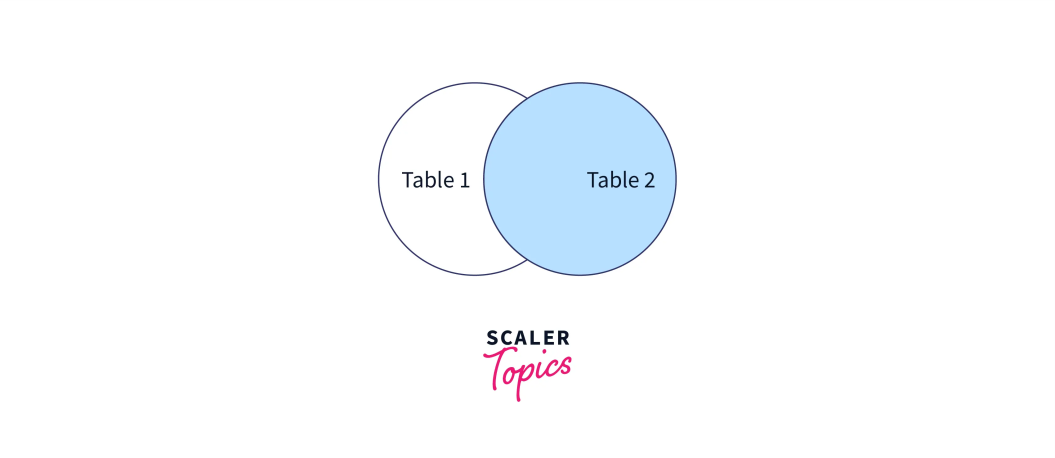 Table 1
Table 2
SCALER
Topics